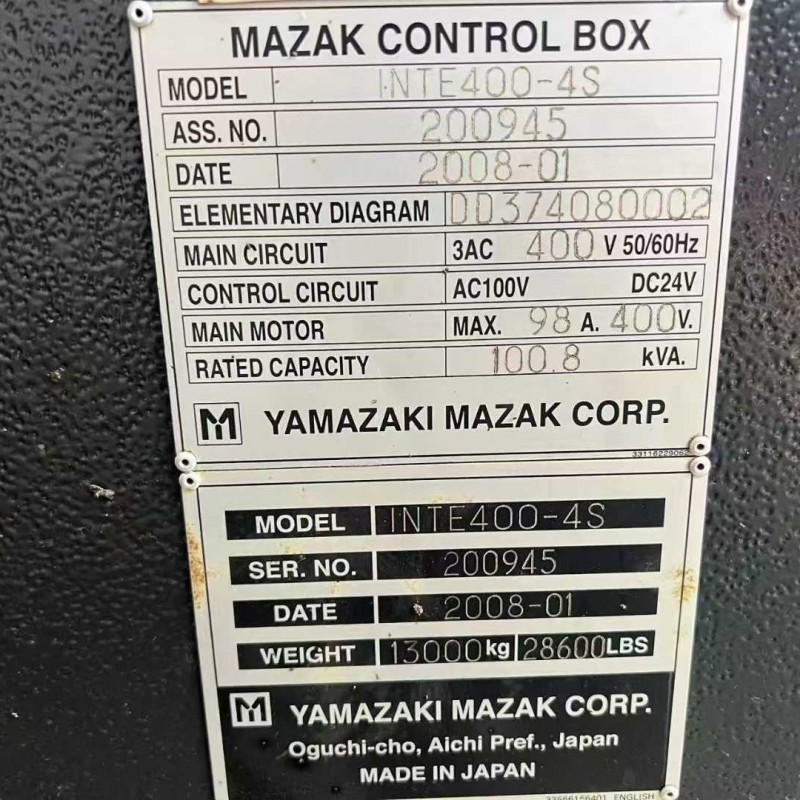 MAZAK CONTROL BOX
MODEL INTE400-4S
ASS. NO. 200945
DATE 2008-01
ELEMENTARY DIAGRAM DD374080002
MAIN CIRCUIT 3AC 400 V 50/60Hz
CONTROL CIRCUIT AC100V DC24V
MAIN MOTOR MAX. 98 A. 400V.
RATED CAPACITY 100.8 kVA.
YAMAZAKI MAZAK CORP.
MODEL INTE400-4S
SER. NO. 200945
DATE 2008-01
WEIGHT 13000kg 28600LBS
YAMAZAKI MAZAK CORP.
Oguchi-cho, Aichi Pref., Japan
MADE IN JAPAN
ENGLISH